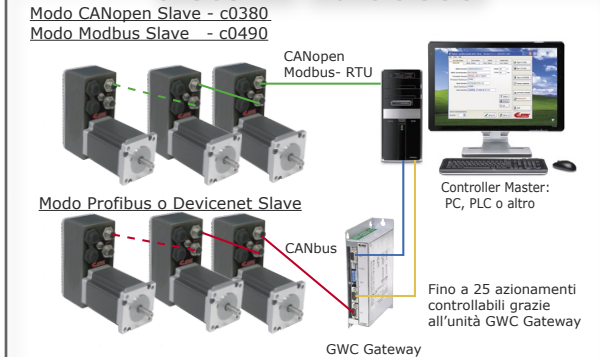 Modo CANopen Slave - c0380
Modo Modbus Slave - c0490
CANopen
Modbus- RTU
Controller Master:
PC, PLC o altro
Modo Profibus o Devicenet Slave
CANbus
Fino a 25 azionamenti
controllabili grazie
all'unità GWC Gateway
GWC Gateway